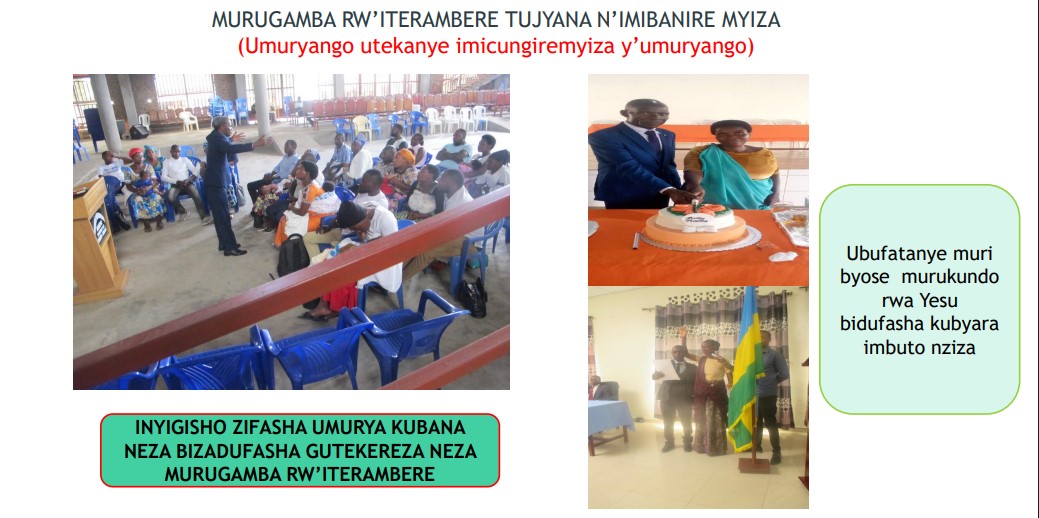 MURUGAMBA RW’ITERAMBERE TUJYANA N’IMIBANIRE MYIZA
(Umuryango utekanye imicungiremyiza y’umuryango)
Ubufatanye muri
byose murukundo
rwa Yesu
bidufasha kubyara
imbuto nziza
INYIGISHO ZIFASHA UMURYA KUBANA
NEZA BIZADUFASHA GUTEKEREZA NEZA
MURUGAMBA RW’ITERAMBERE